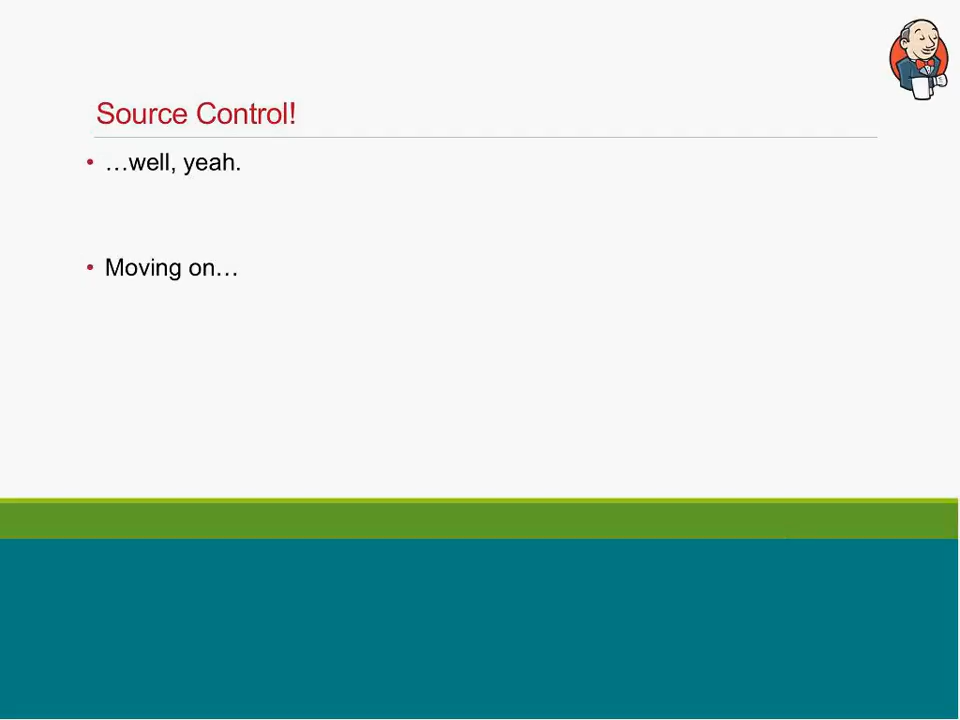 Source Control!
• …well, yeah.
• Moving on…